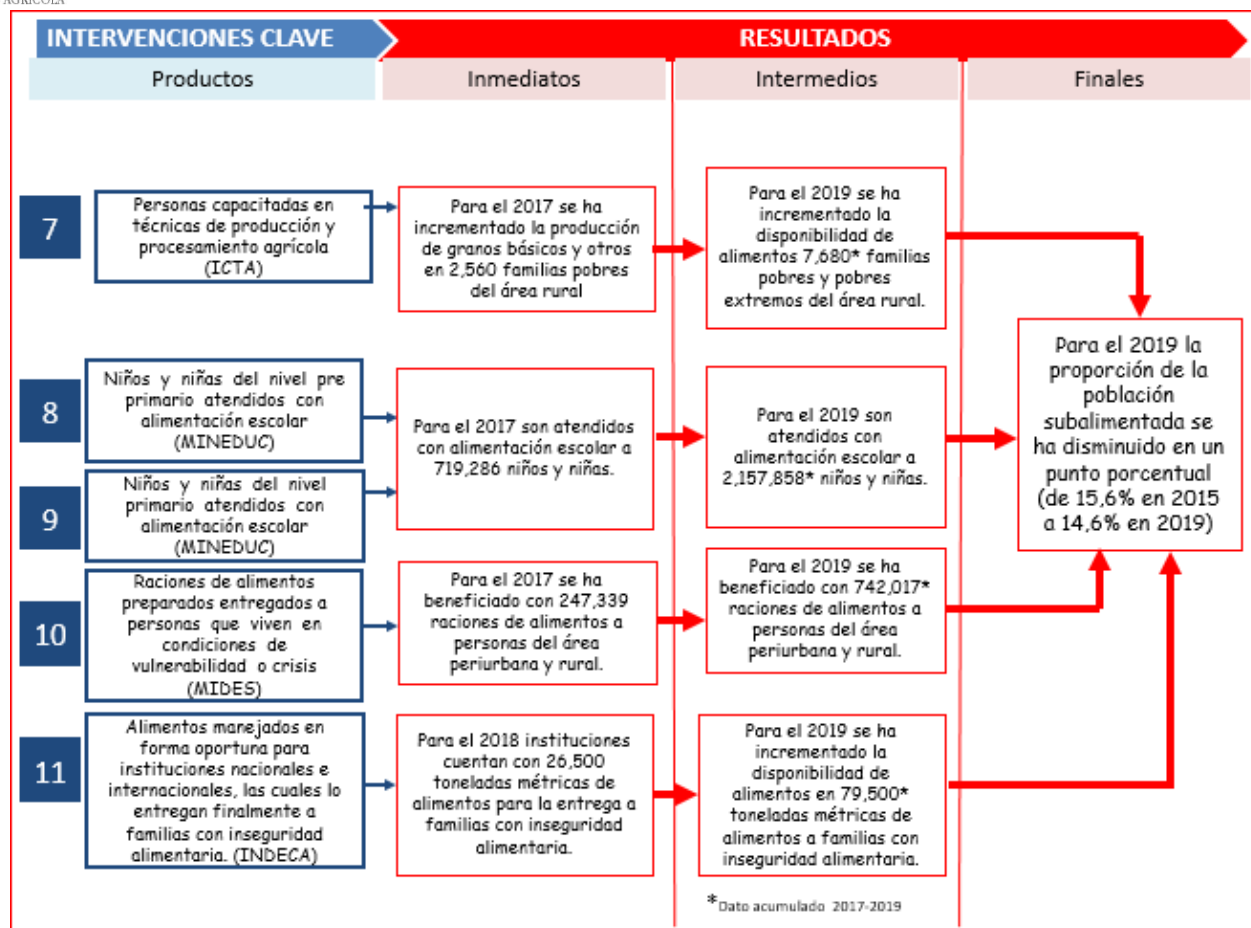 AGRÍCOLA
INTERVENCIONES CLAVE
RESULTADOS
Productos
Inmediatos
Intermedios
Finales
7
Personas capacitadas en
técnicas de producción y
procesamiento agrícola
(ICTA)
Para el 2017 se ha
incrementado la producción
de granos básicos y otros
en 2,560 familias pobres
del área rural
Para el 2019 se ha
incrementado la
disponibilidad de
alimentos 7,680* familias
pobres y pobres
extremos del área rural.
8
Niños y niñas del nivel pre
primario atendidos con
alimentación escolar
(MINEDUC)
9
Niños y niñas del nivel
primario atendidos con
alimentación escolar
(MINEDUC)
Para el 2017 son atendidos
con alimentación escolar a
719,286 niños y niñas.
Para el 2019 son
atendidos con
alimentación escolar a
2,157,858* niños y niñas.
Para el 2019 la
proporción de la
población
subalimentada se
ha disminuido en un
punto porcentual
(de 15,6% en 2015
a 14,6% en 2019)
10
Raciones de alimentos
preparados entregados a
personas que viven en
condiciones de
vulnerabilidad o crisis
(MIDES)
Para el 2017 se ha
beneficiado con 247,339
raciones de alimentos a
personas del área
periurbana y rural.
Para el 2019 se ha
beneficiado con 742,017*
raciones de alimentos a
personas del área
periurbana y rural.
11
Alimentos manejados en
forma oportuna para
instituciones nacionales e
internacionales, las cuales lo
entregan finalmente a
familias con inseguridad
alimentaria. (INDECA)
Para el 2018 instituciones
cuentan con 26,500
toneladas métricas de
alimentos para la entrega a
familias con inseguridad
alimentaria.
Para el 2019 se ha
incrementado la
disponibilidad de
alimentos en 79,500*
toneladas métricas de
alimentos a familias con
inseguridad alimentaria.
*Dato acumulado 2017-2019